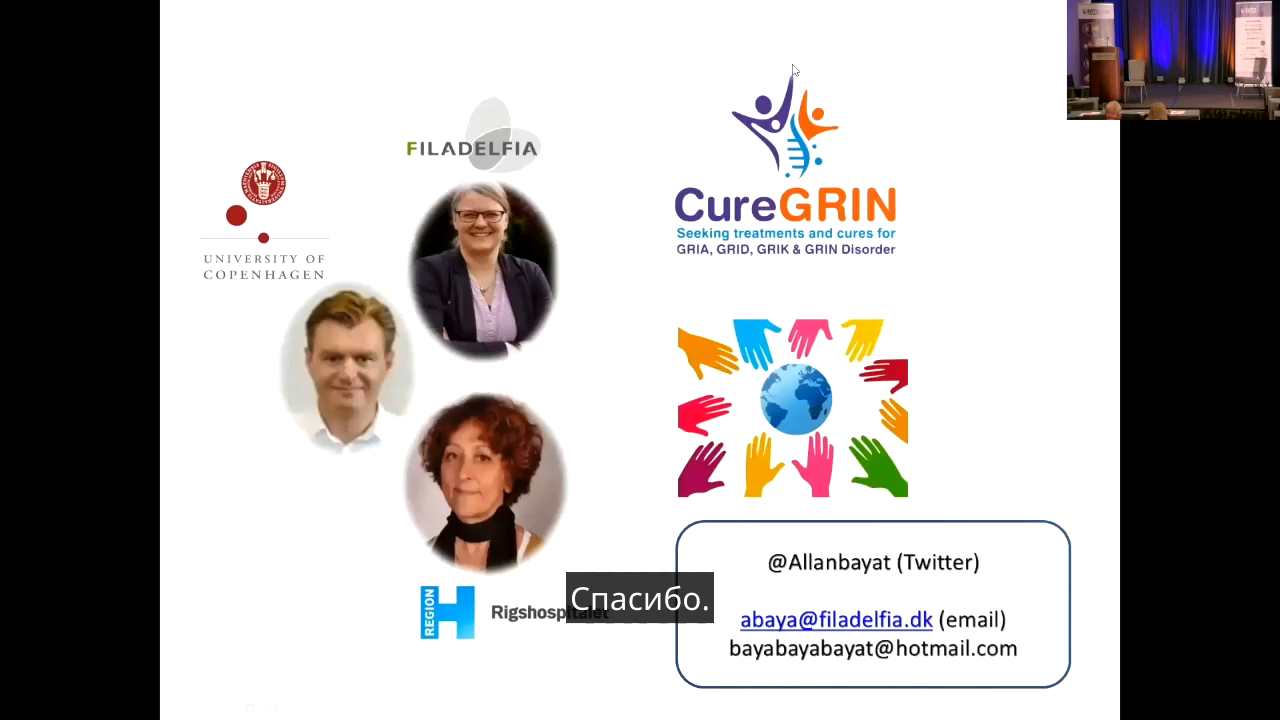 FILADELFIA
UNIVERSITY OF
COPENHAGEN
CureGRIN
Seeking treatments and cures for
GRIA, GRID, GRIK & GRIN Disorder
REGION
H
Rigshospitalet
Спасибо.
@Allanbayat (Twitter)
abaya@filadelfia.dk (email)
bayabayabayat@hotmail.com